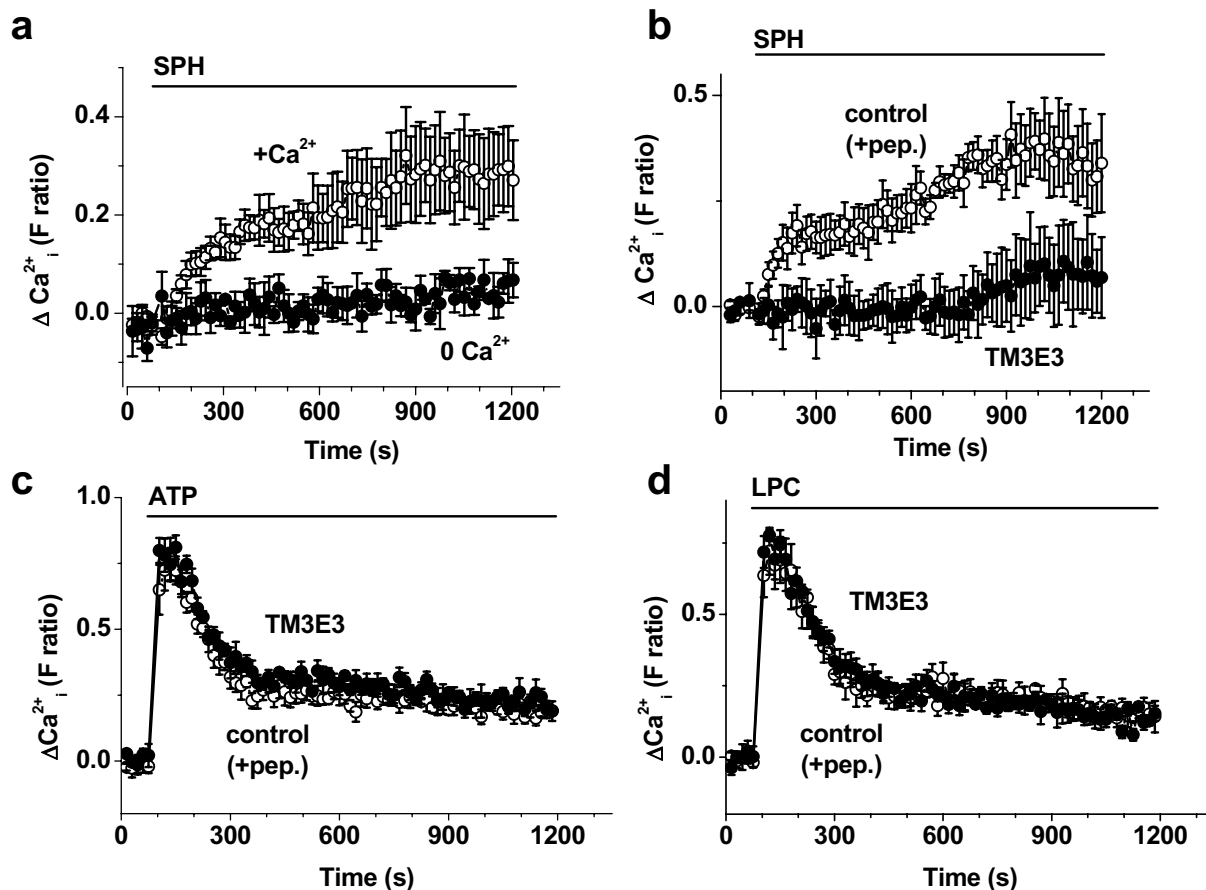 a
SPH
Δ Ca²⁺ᵢ (F ratio)
0.4
0.2
0.0
+Ca²⁺
0 Ca²⁺
0 300 600 900 1200
Time (s)
b
SPH
Δ Ca²⁺ᵢ (F ratio)
0.5
0.0
control
(+pep.)
TM3E3
0 300 600 900 1200
Time (s)
c
ATP
ΔCa²⁺ᵢ (F ratio)
1.0
0.5
0.0
TM3E3
control
(+pep.)
0 300 600 900 1200
Time (s)
d
LPC
ΔCa²⁺ᵢ (F ratio)
0.5
0.0
TM3E3
control
(+pep.)
0 300 600 900 1200
Time (s)